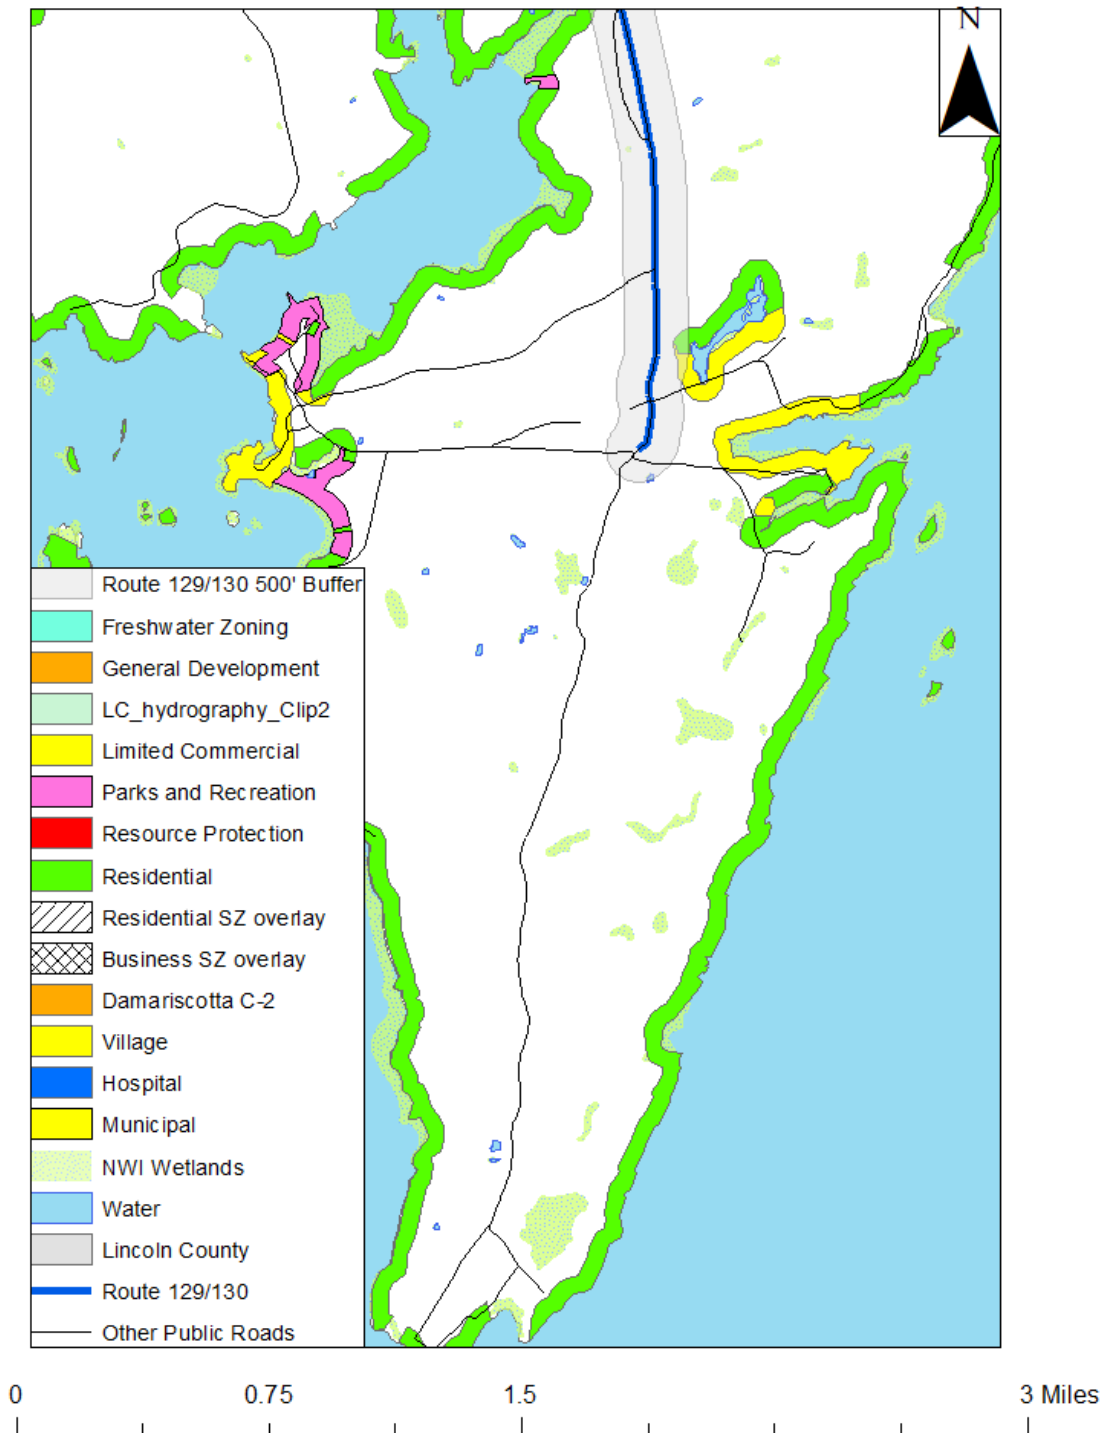 N
Route 129/130 500' Buffer
Freshwater Zoning
General Development
LC_hydrography_Clip2
Limited Commercial
Parks and Recreation
Resource Protection
Residential
Residential SZ overlay
Business SZ overlay
Damariscotta C-2
Village
Hospital
Municipal
NWI Wetlands
Water
Lincoln County
Route 129/130
Other Public Roads
0 0.75 1.5 3 Miles